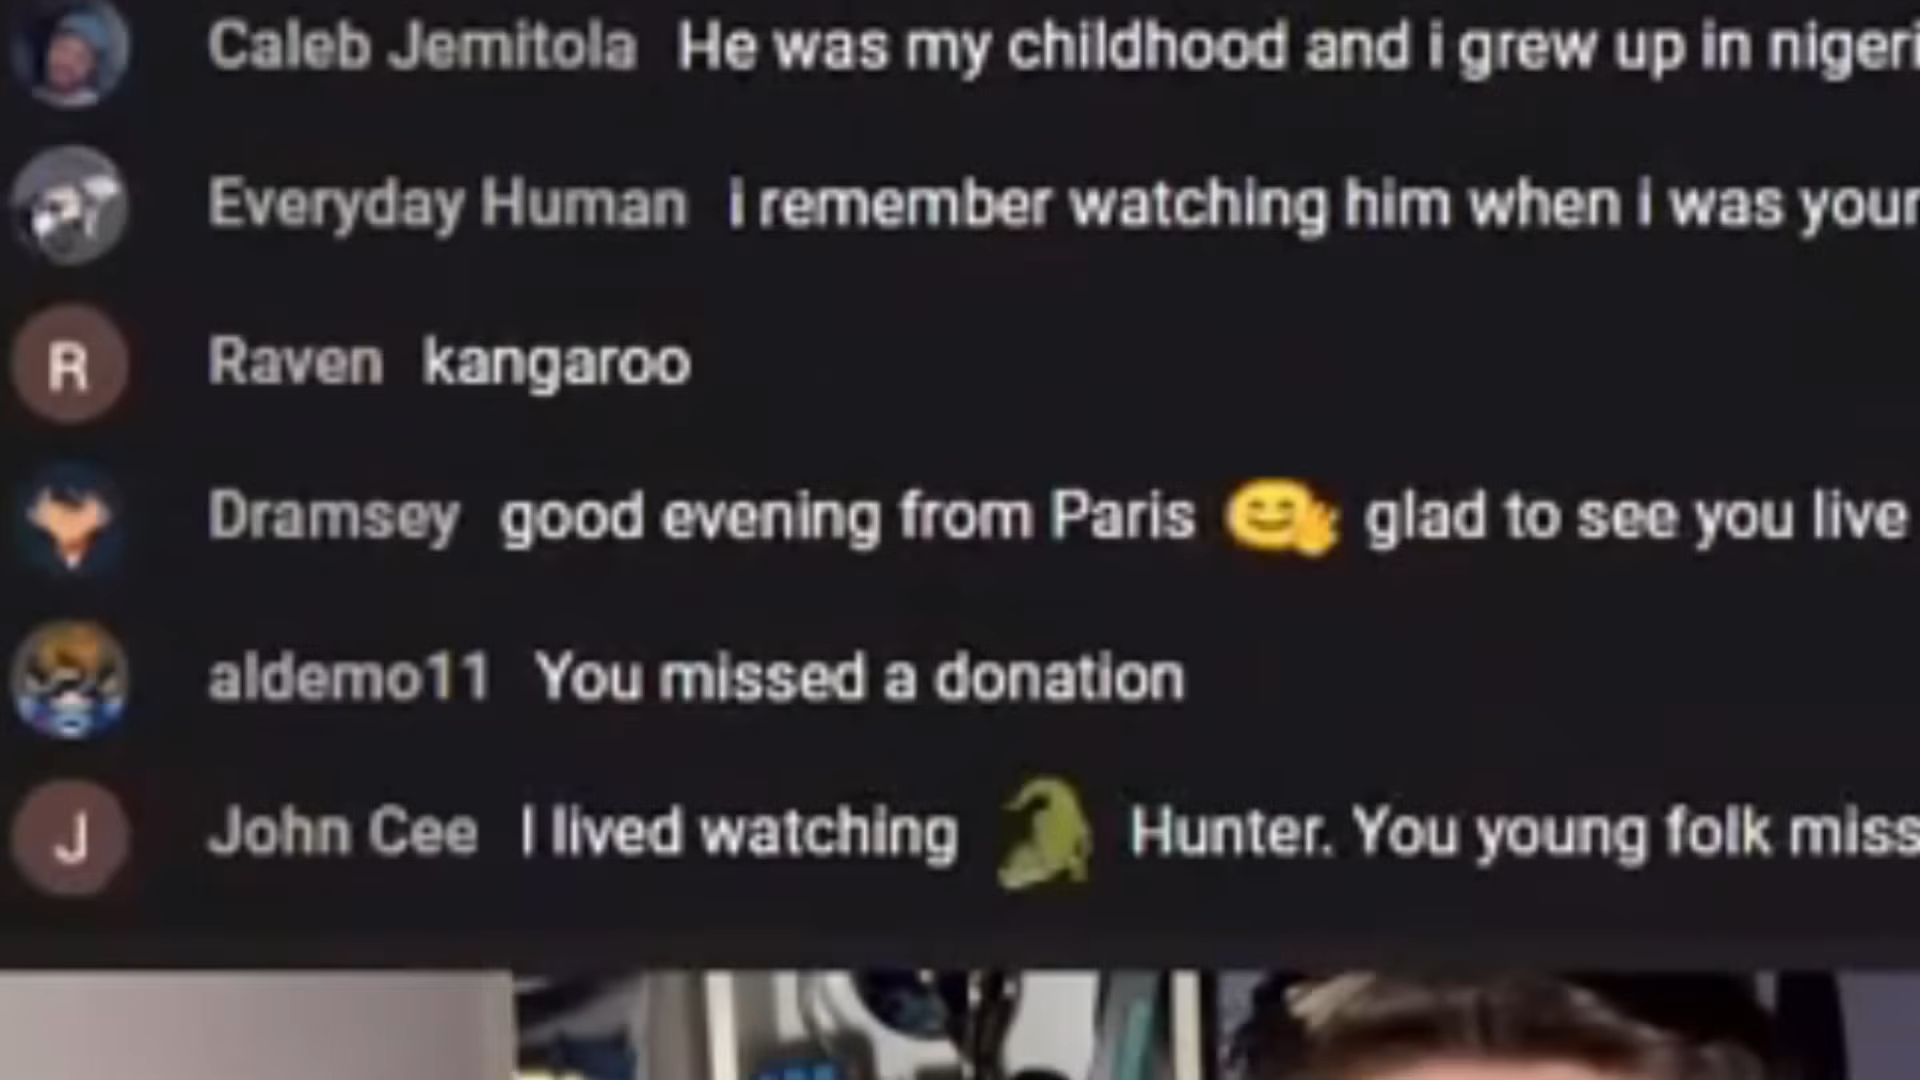 Caleb Jemitola He was my childhood and i grew up in nigeri
Everyday Human i remember watching him when i was your
R Raven kangaroo
Dramsey good evening from Paris 😊👋 glad to see you live
aldemo11 You missed a donation
J John Cee I lived watching 🐊 Hunter. You young folk miss